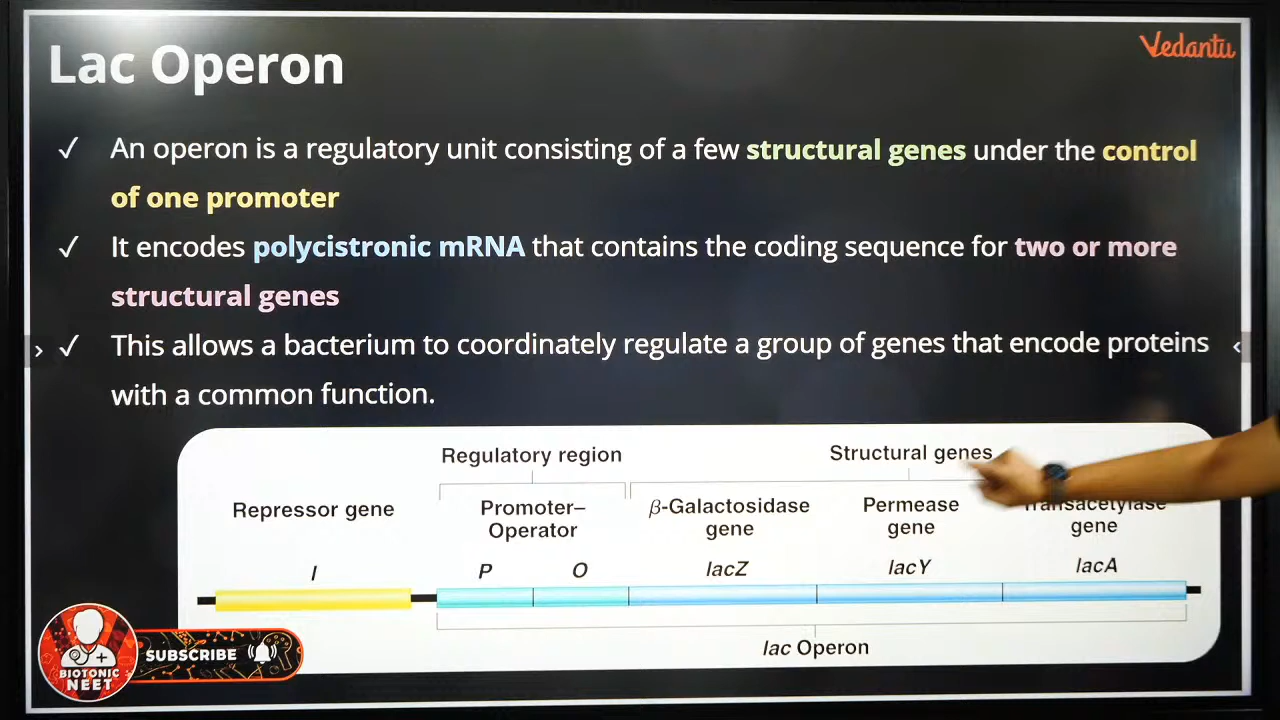 Lac Operon
Vedantu
✓ An operon is a regulatory unit consisting of a few structural genes under the control
of one promoter
✓ It encodes polycistronic mRNA that contains the coding sequence for two or more
structural genes
✓ This allows a bacterium to coordinately regulate a group of genes that encode proteins
with a common function.
Regulatory region
Structural genes
Repressor gene
Promoter–
Operator
β-Galactosidase
gene
Permease
gene
Transacetylase
gene
I
P
O
lacZ
lacY
lacA
lac Operon
BIOTONIC
NEET
SUBSCRIBE